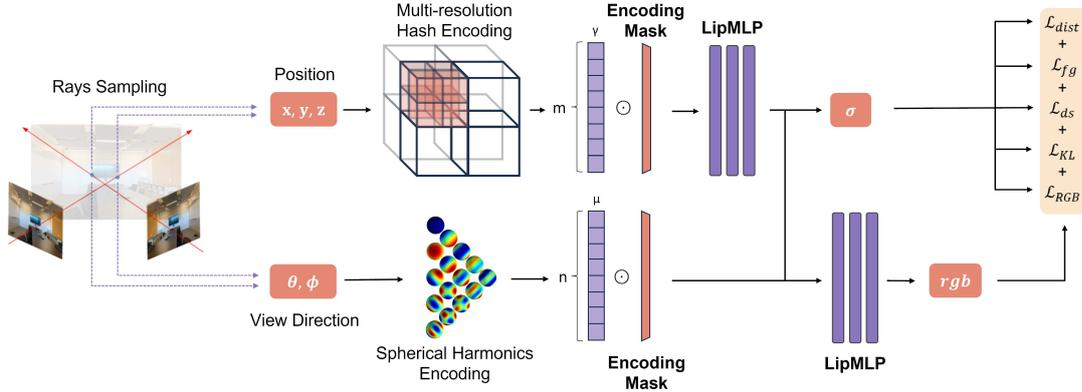 Rays Sampling
Position
x, y, z
Multi-resolution
Hash Encoding
m
γ
Encoding
Mask
⊙
LipMLP
σ
ℒ_dist
+
ℒ_fg
+
ℒ_ds
+
ℒ_KL
+
ℒ_RGB
θ, ϕ
View Direction
Spherical Harmonics
Encoding
n
μ
⊙
Encoding
Mask
LipMLP
rgb